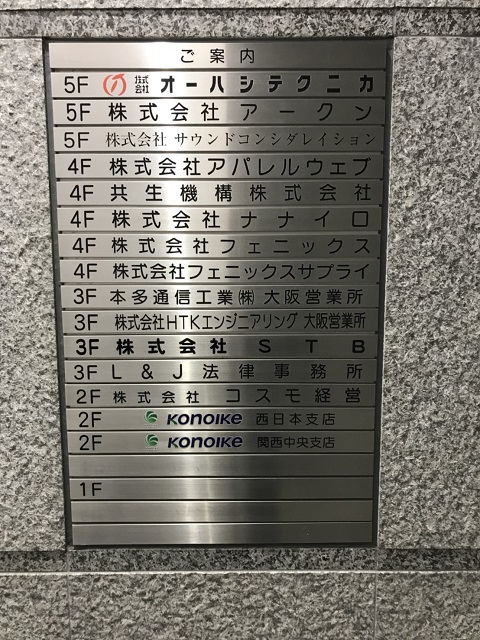 ご案内
5F 株式会社 オーハシテクニカ
5F 株式会社 アークン
5F 株式会社 サウンドコンシダレイション
4F 株式会社アパレルウェブ
4F 共生機構株式会社
4F 株式会社ナナイロ
4F 株式会社フェニックス
4F 株式会社フェニックスサプライ
3F 本多通信工業㈱ 大阪営業所
3F 株式会社HTKエンジニアリング 大阪営業所
3F 株式会社 STB
3F L&J法律事務所
2F 株式会社 コスモ経営
2F KONOIKE 西日本支店
2F KONOIKE 関西中央支店
1F